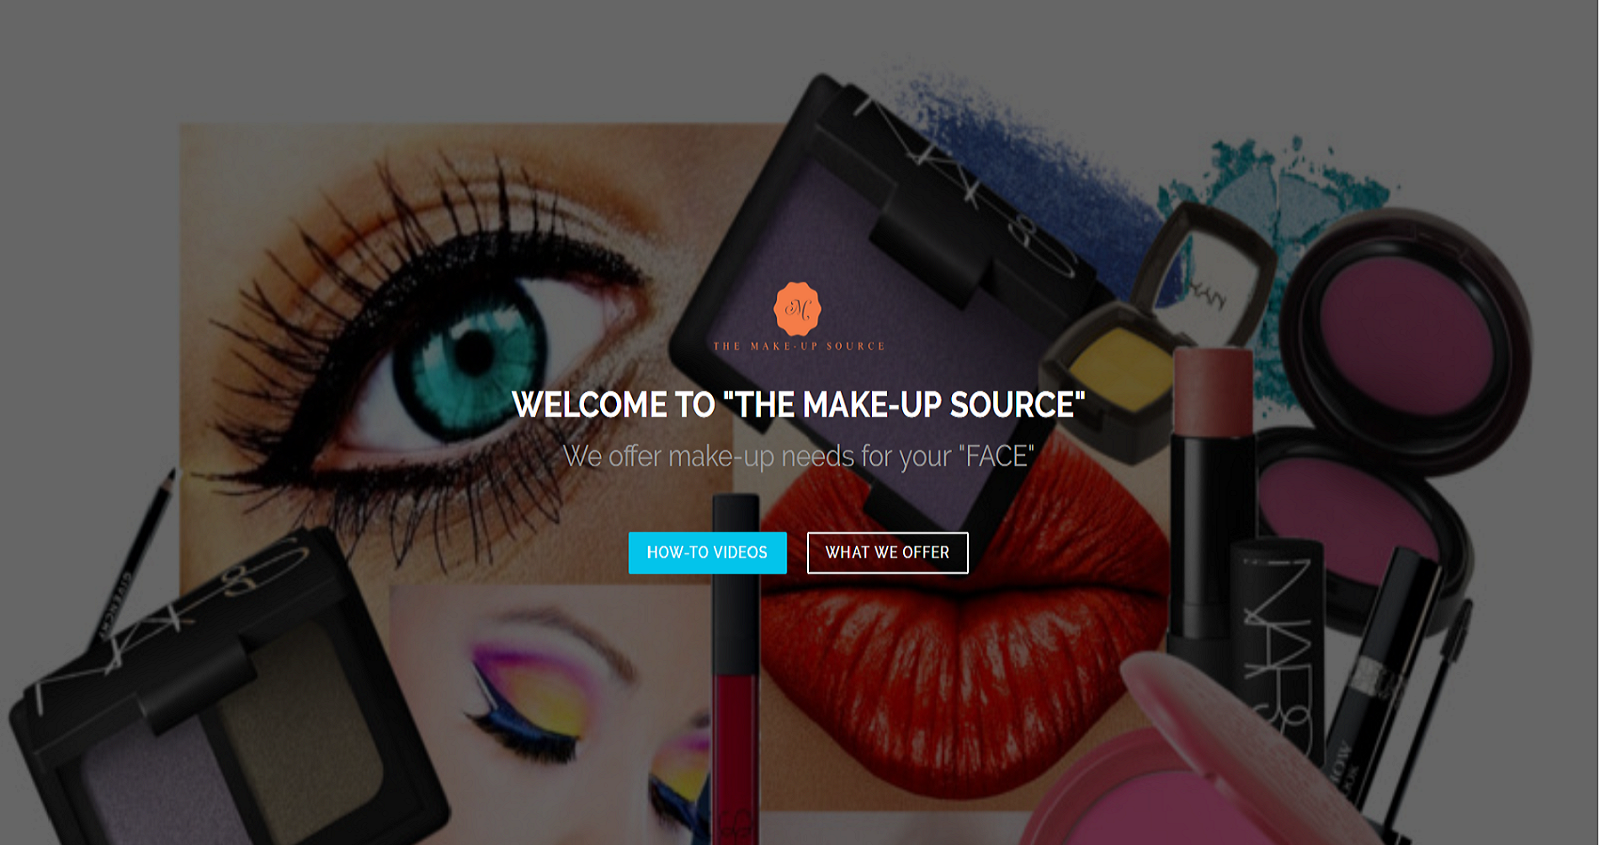 NARS
NYX
M
THE MAKE-UP SOURCE
WELCOME TO "THE MAKE-UP SOURCE"
We offer make-up needs for your "FACE"
HOW-TO VIDEOS
WHAT WE OFFER
GIVENCHY
NARS
NARS